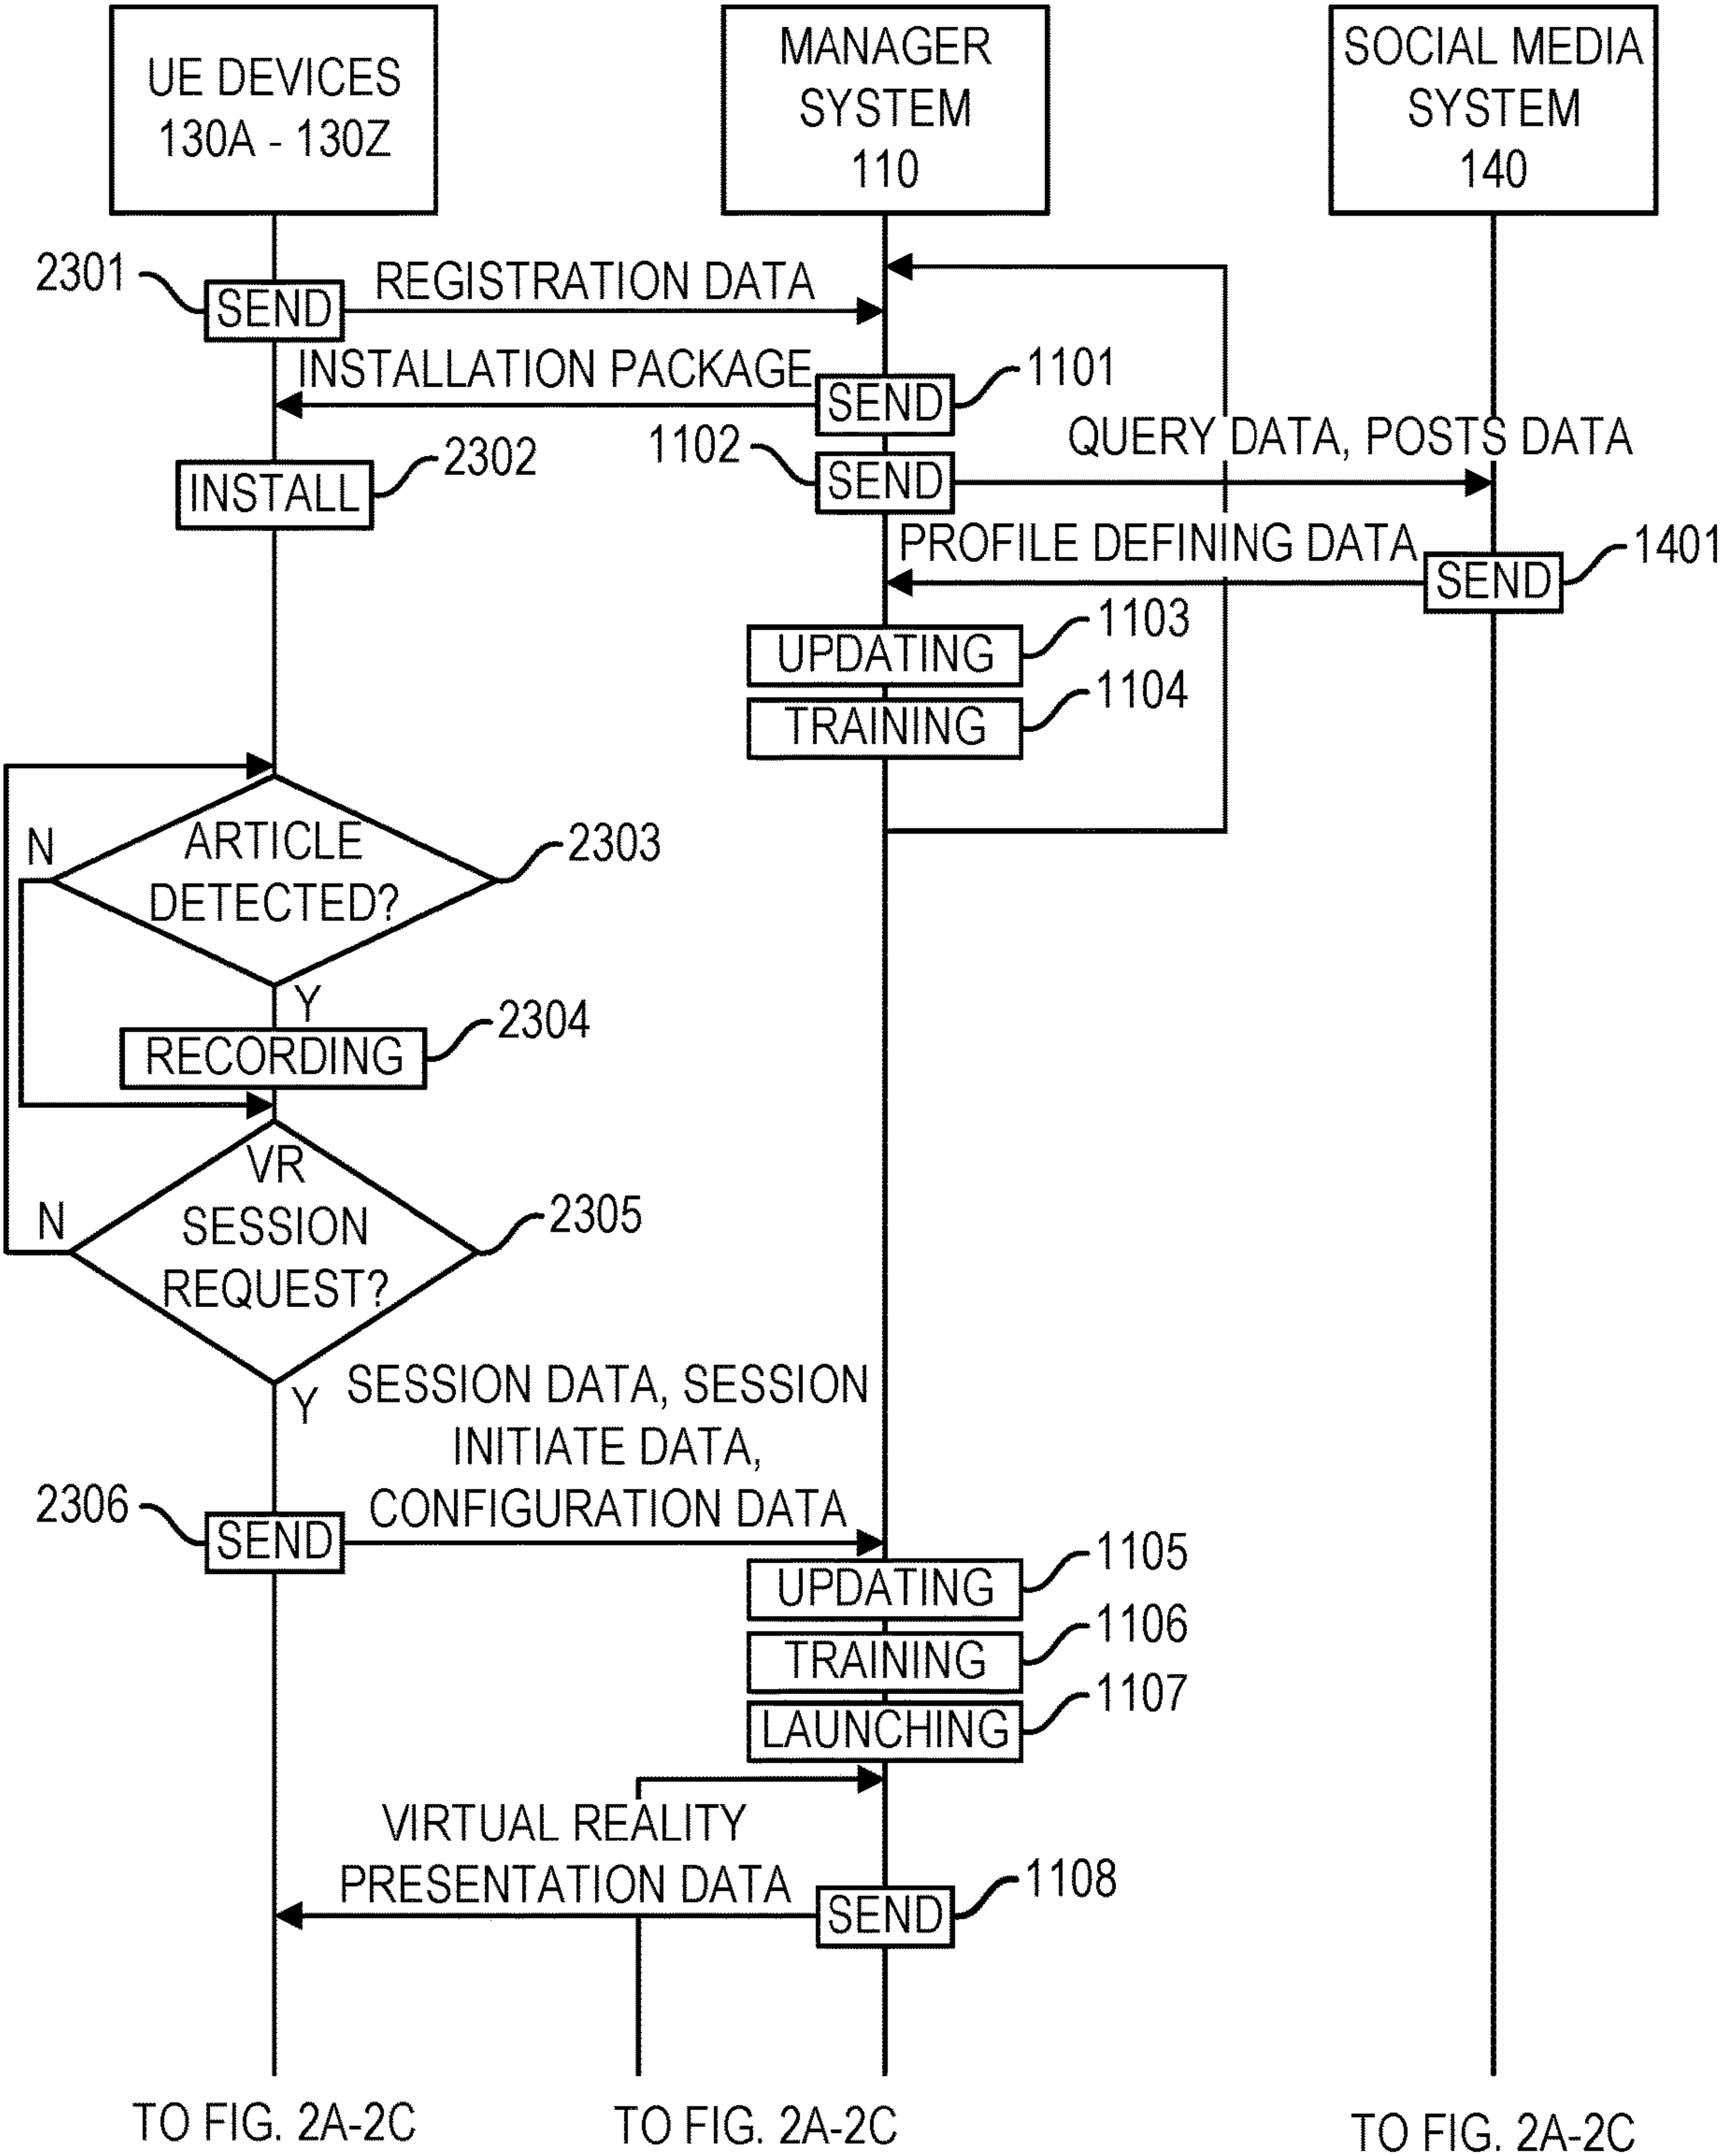 UE DEVICES
130A - 130Z
MANAGER
SYSTEM
110
SOCIAL MEDIA
SYSTEM
140
2301
SEND
REGISTRATION DATA
INSTALLATION PACKAGE
SEND
1101
1102
SEND
QUERY DATA, POSTS DATA
INSTALL
2302
PROFILE DEFINING DATA
SEND
1401
UPDATING
1103
TRAINING
1104
N
ARTICLE
DETECTED?
2303
Y
RECORDING
2304
VR
SESSION
REQUEST?
N
2305
Y
SESSION DATA, SESSION
INITIATE DATA,
CONFIGURATION DATA
2306
SEND
UPDATING
1105
TRAINING
1106
LAUNCHING
1107
VIRTUAL REALITY
PRESENTATION DATA
SEND
1108
TO FIG. 2A-2C
TO FIG. 2A-2C
TO FIG. 2A-2C